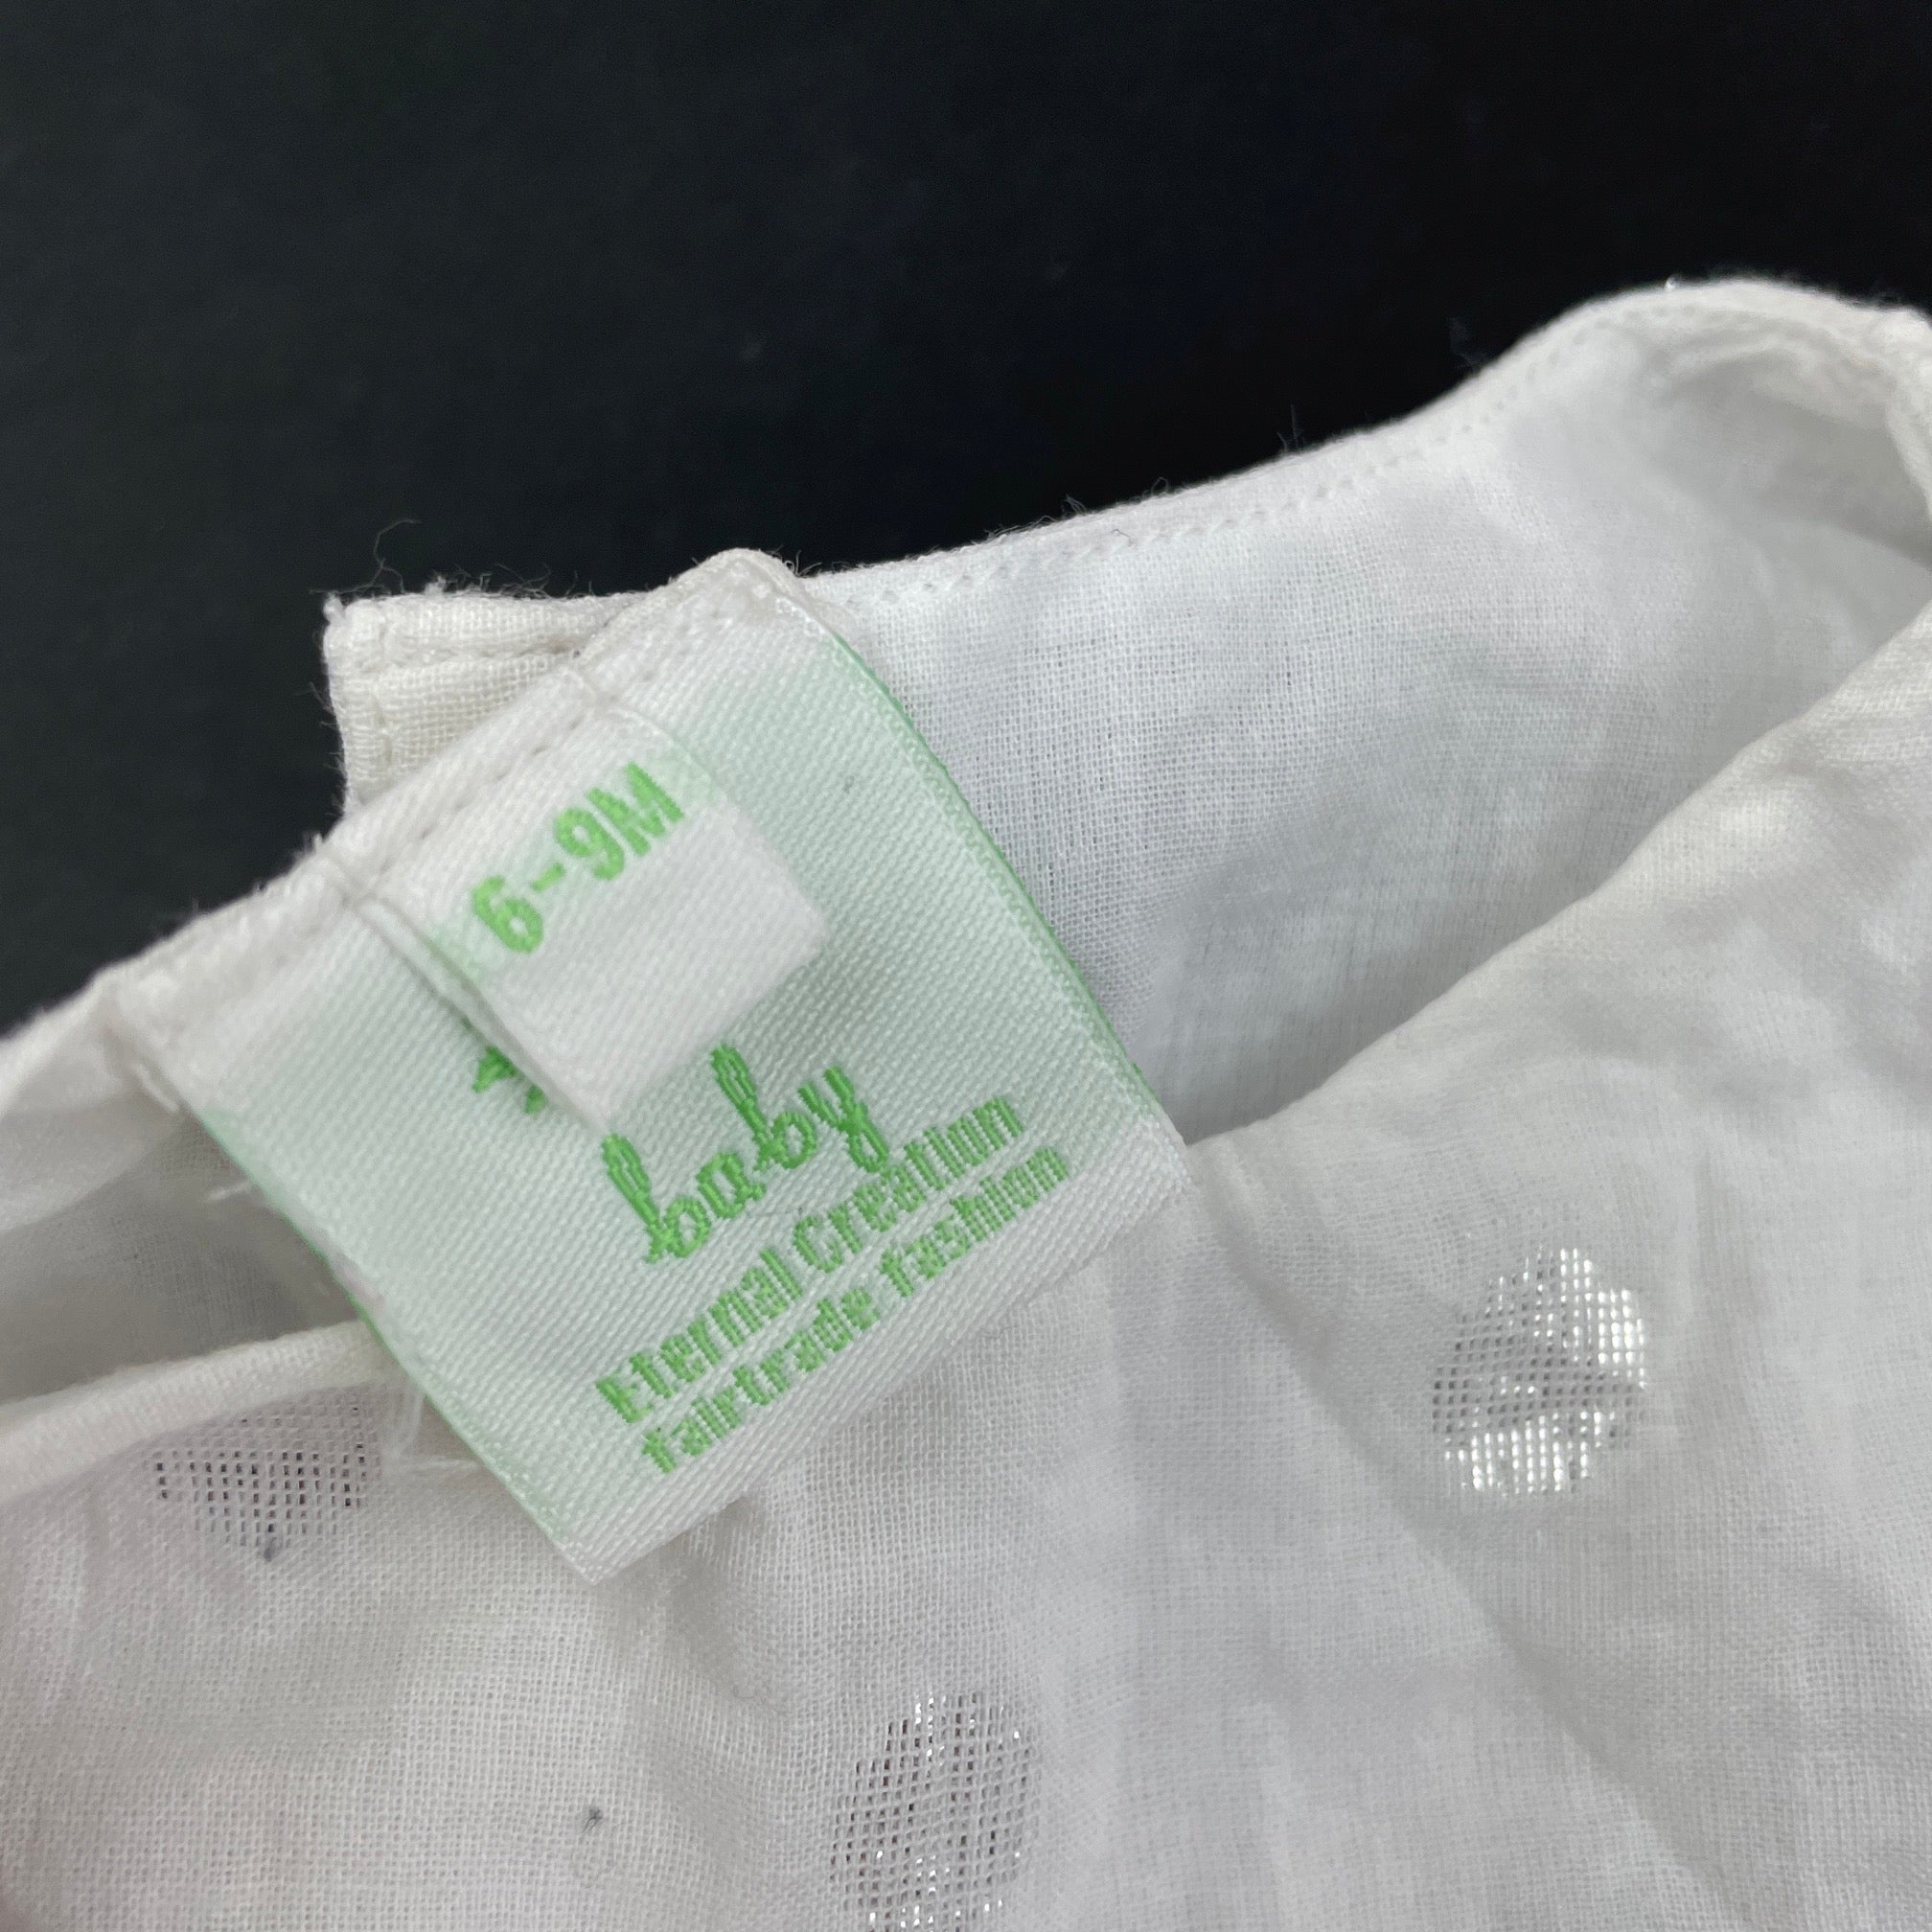 6-9M
baby
Eternal Creation
fairtrade fashion